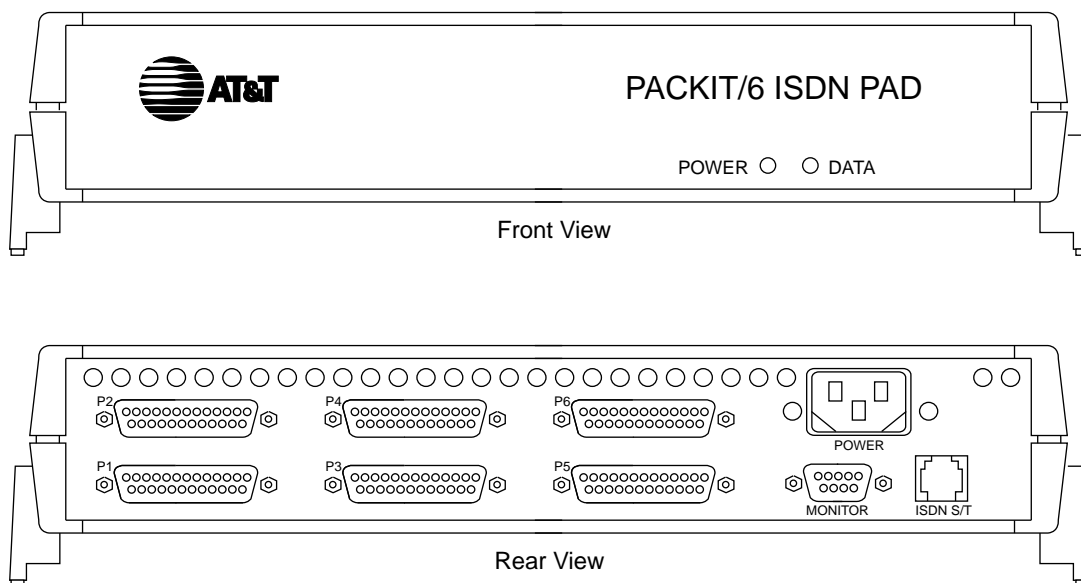 AT&T
PACKIT/6 ISDN PAD
POWER DATA
Front View
P2 P4 P6
POWER
P1 P3 P5
MONITOR ISDN S/T
Rear View